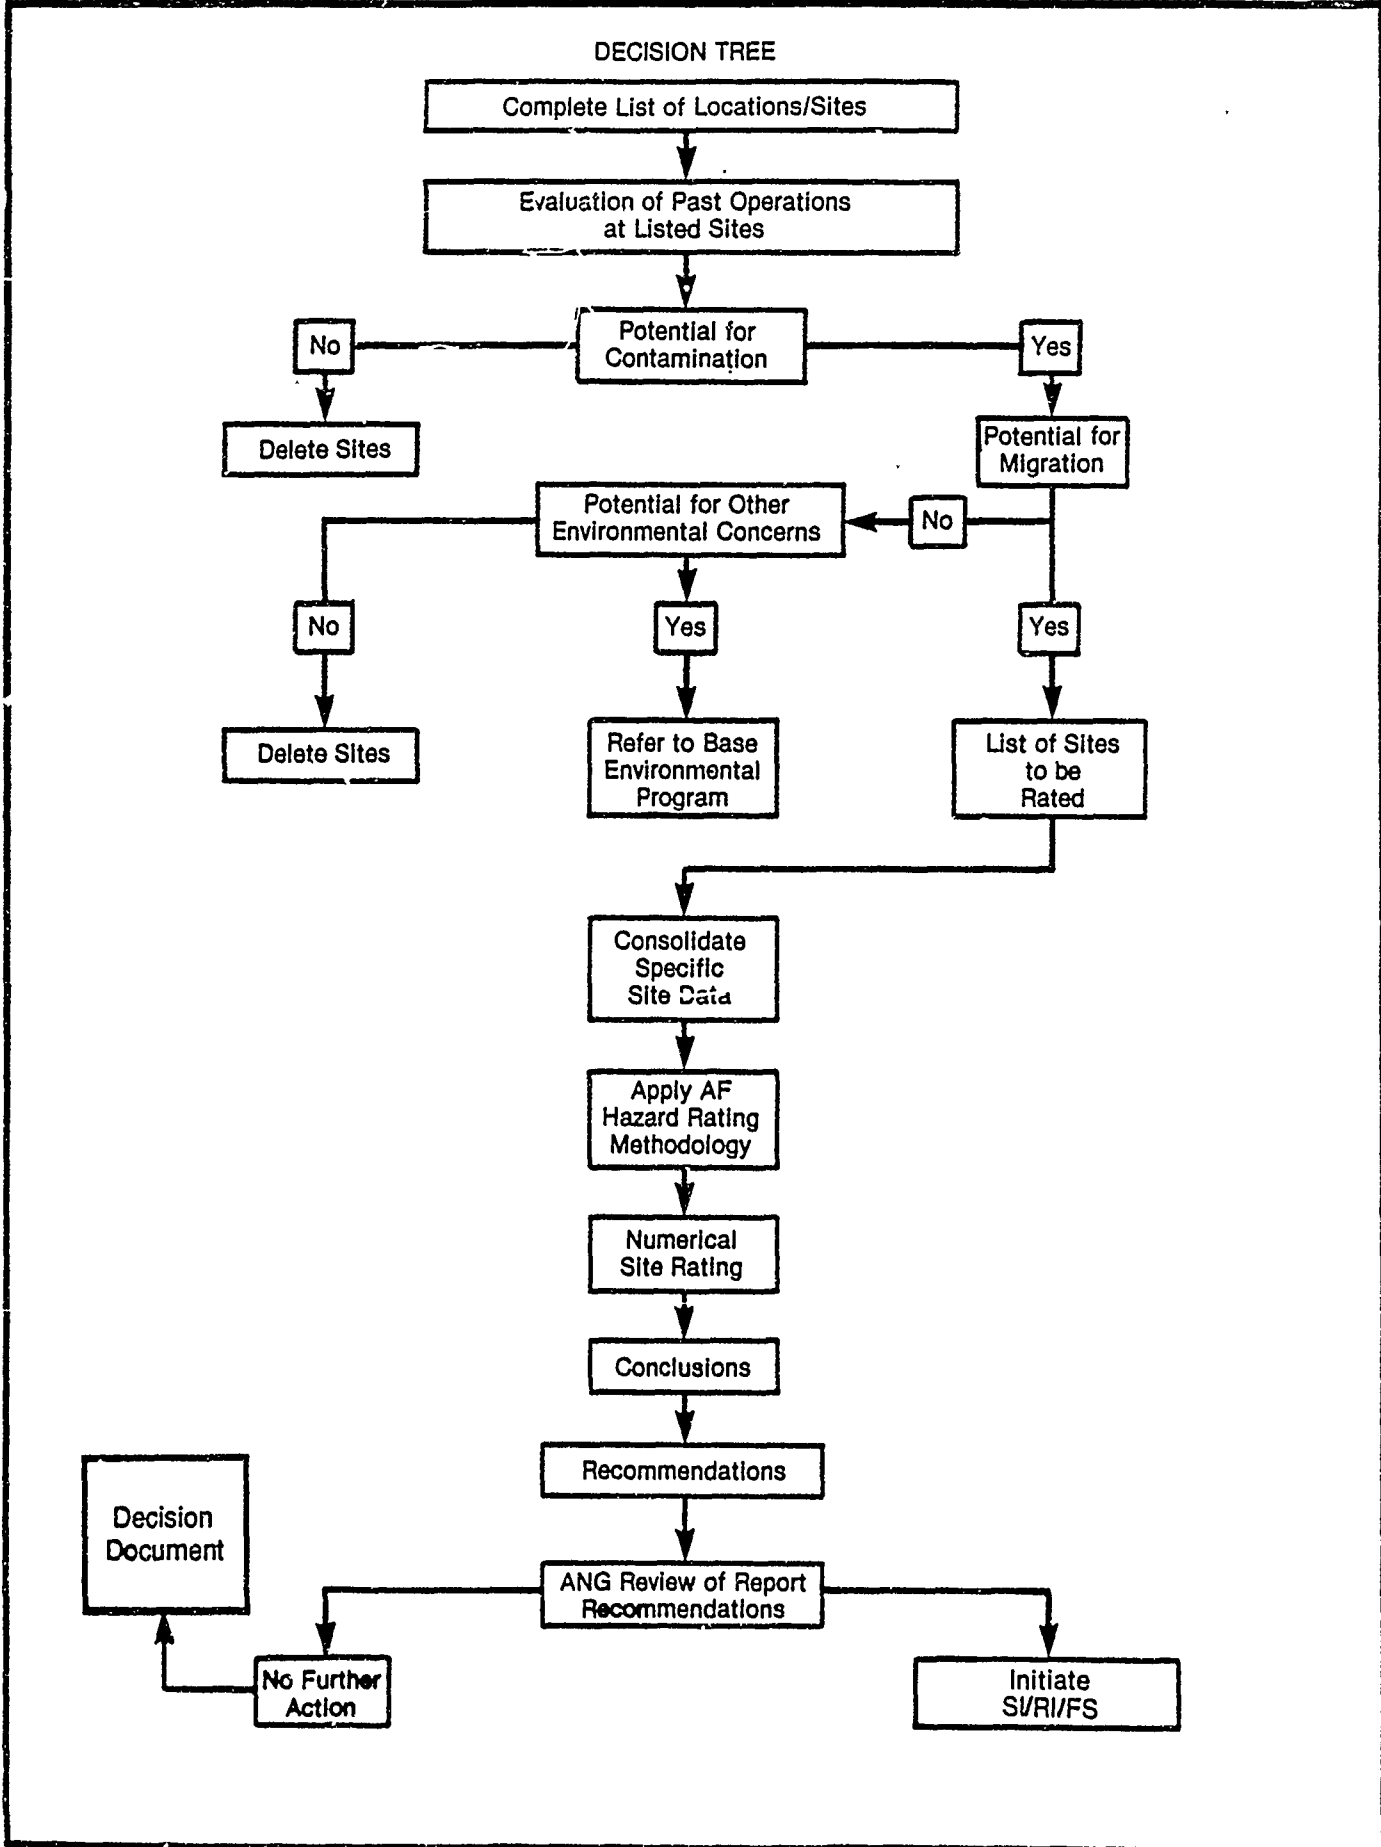 DECISION TREE
Complete List of Locations/Sites
Evaluation of Past Operations
at Listed Sites
Potential for
Contamination
No
Yes
Delete Sites
Potential for
Migration
Potential for Other
Environmental Concerns
No
No
Yes
Yes
Delete Sites
Refer to Base
Environmental
Program
List of Sites
to be
Rated
Consolidate
Specific
Site Data
Apply AF
Hazard Rating
Methodology
Numerical
Site Rating
Conclusions
Recommendations
Decision
Document
ANG Review of Report
Recommendations
No Further
Action
Initiate
SI/RI/FS